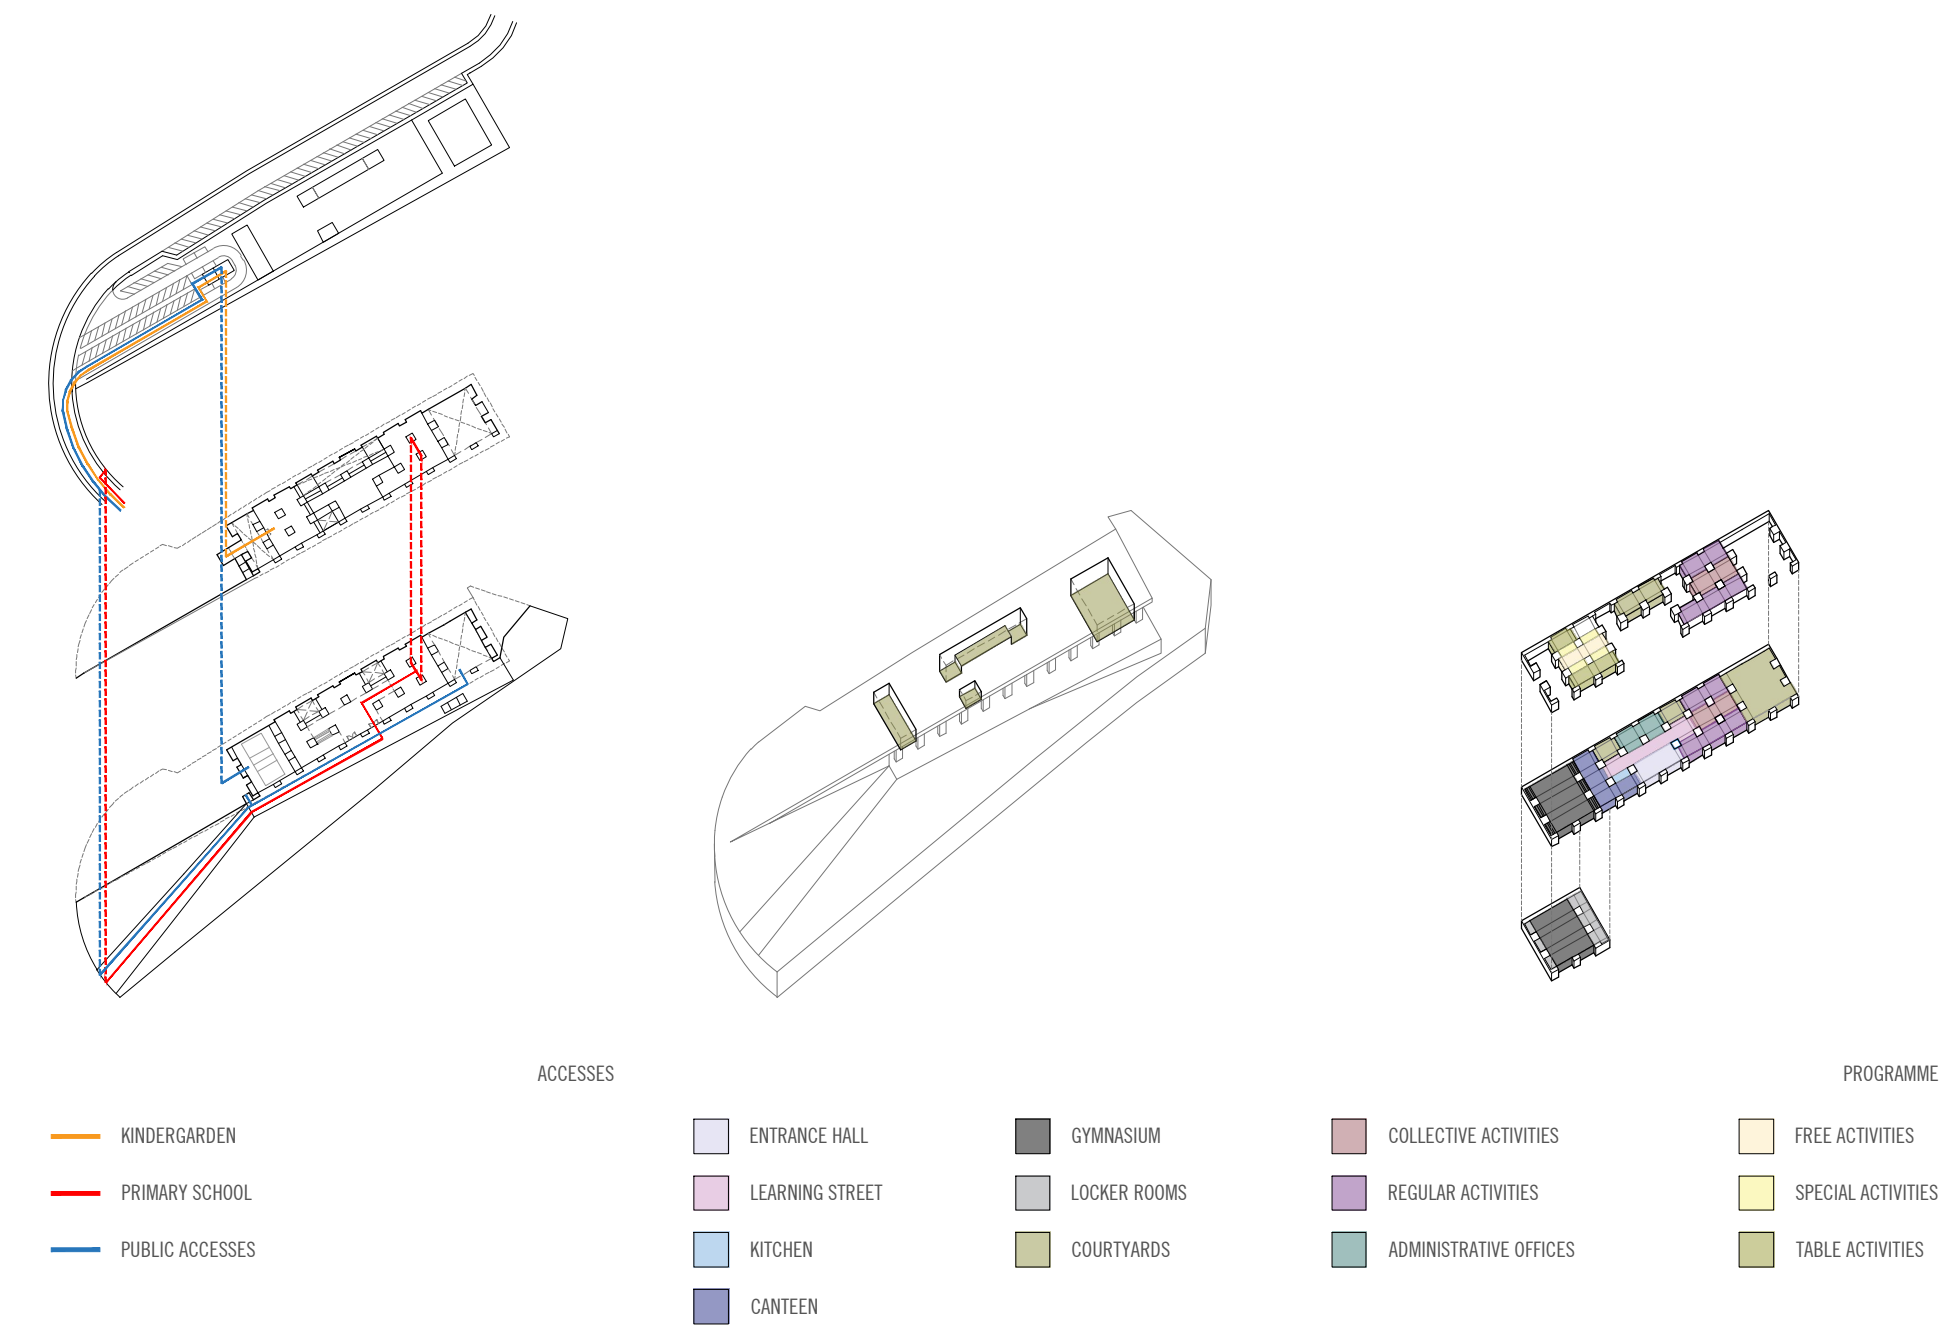 ACCESSES
PROGRAMME
KINDERGARDEN
ENTRANCE HALL
GYMNASIUM
COLLECTIVE ACTIVITIES
FREE ACTIVITIES
PRIMARY SCHOOL
LEARNING STREET
LOCKER ROOMS
REGULAR ACTIVITIES
SPECIAL ACTIVITIES
PUBLIC ACCESSES
KITCHEN
COURTYARDS
ADMINISTRATIVE OFFICES
TABLE ACTIVITIES
CANTEEN